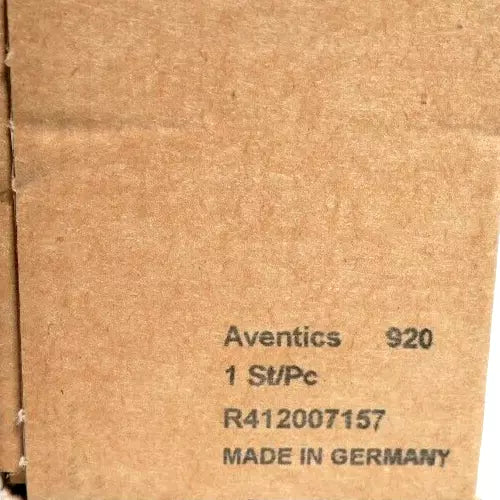 Aventics 920
1 St/Pc
R412007157
MADE IN GERMANY